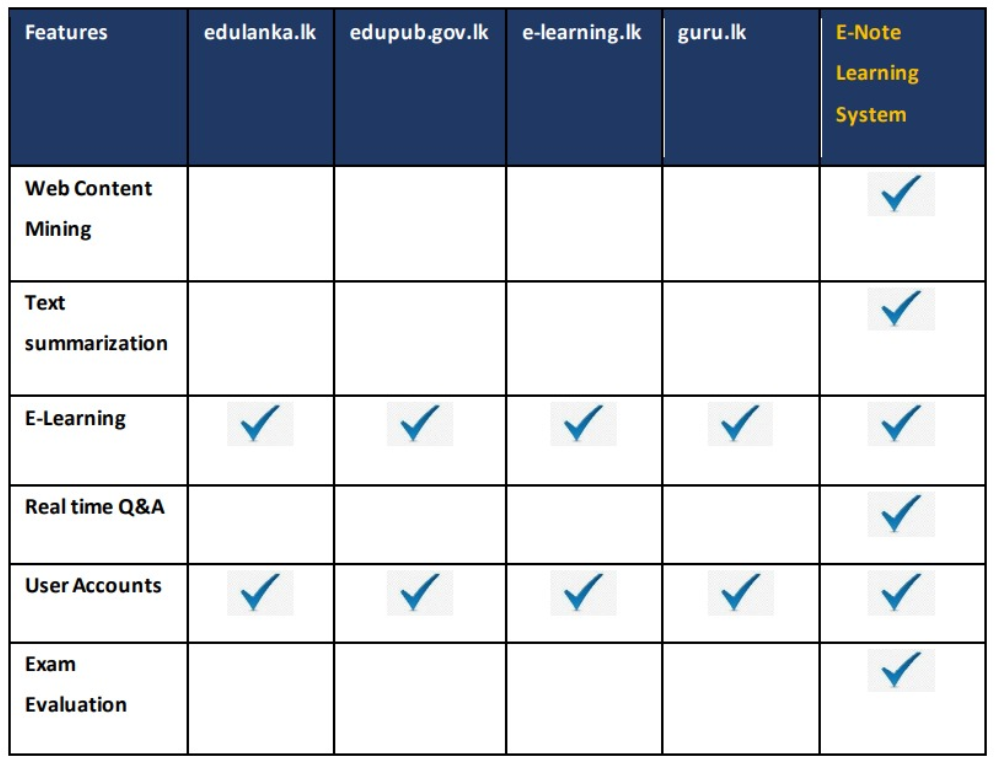 Features edulanka.lk edupub.gov.lk e-learning.lk guru.lk E-Note
Learning
System
Web Content
Mining
Text
summarization
E-Learning
Real time Q&A
User Accounts
Exam
Evaluation